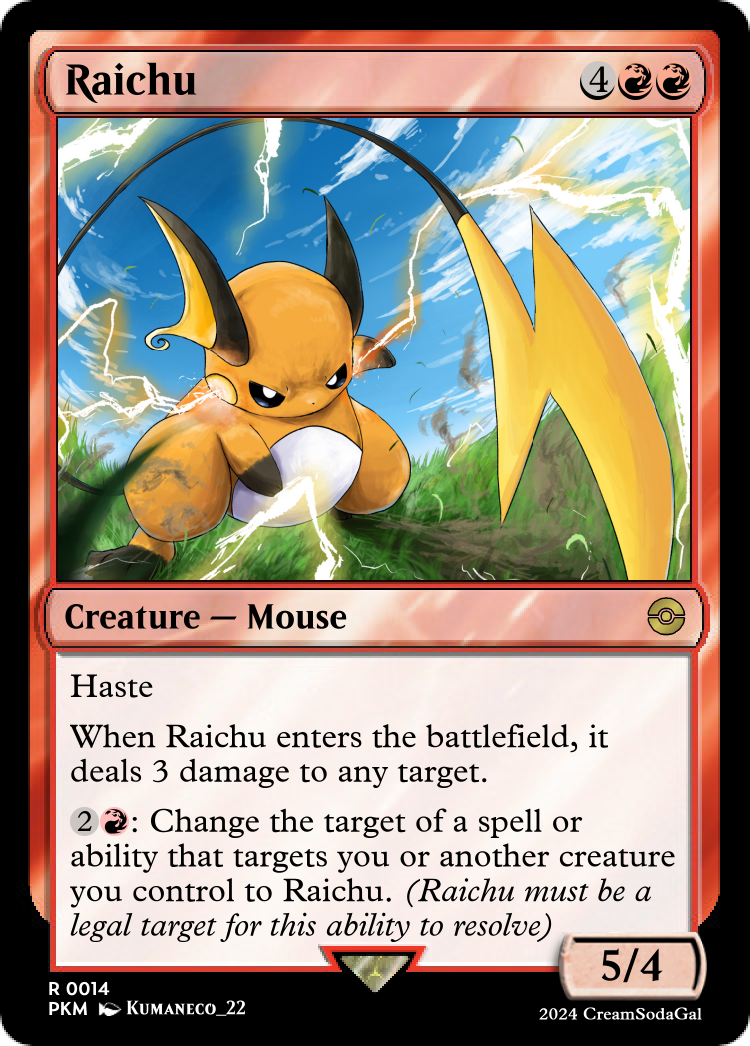 Raichu 4
Creature — Mouse
Haste
When Raichu enters the battlefield, it
deals 3 damage to any target.
2: Change the target of a spell or
ability that targets you or another creature
you control to Raichu. (Raichu must be a
legal target for this ability to resolve)
5/4
R 0014
PKM Kumaneco_22
2024 CreamSodaGal